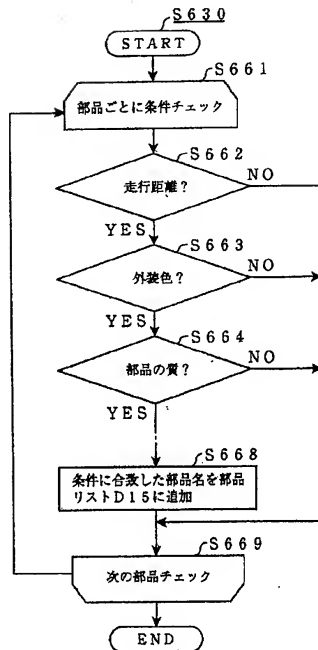 S630
START
S661
部品ごとに条件チェック
S662
走行距離?
NO
YES
S663
外装色?
NO
YES
S664
部品の質?
NO
YES
S668
条件に合致した部品名を部品
リストD15に追加
S669
次の部品チェック
END